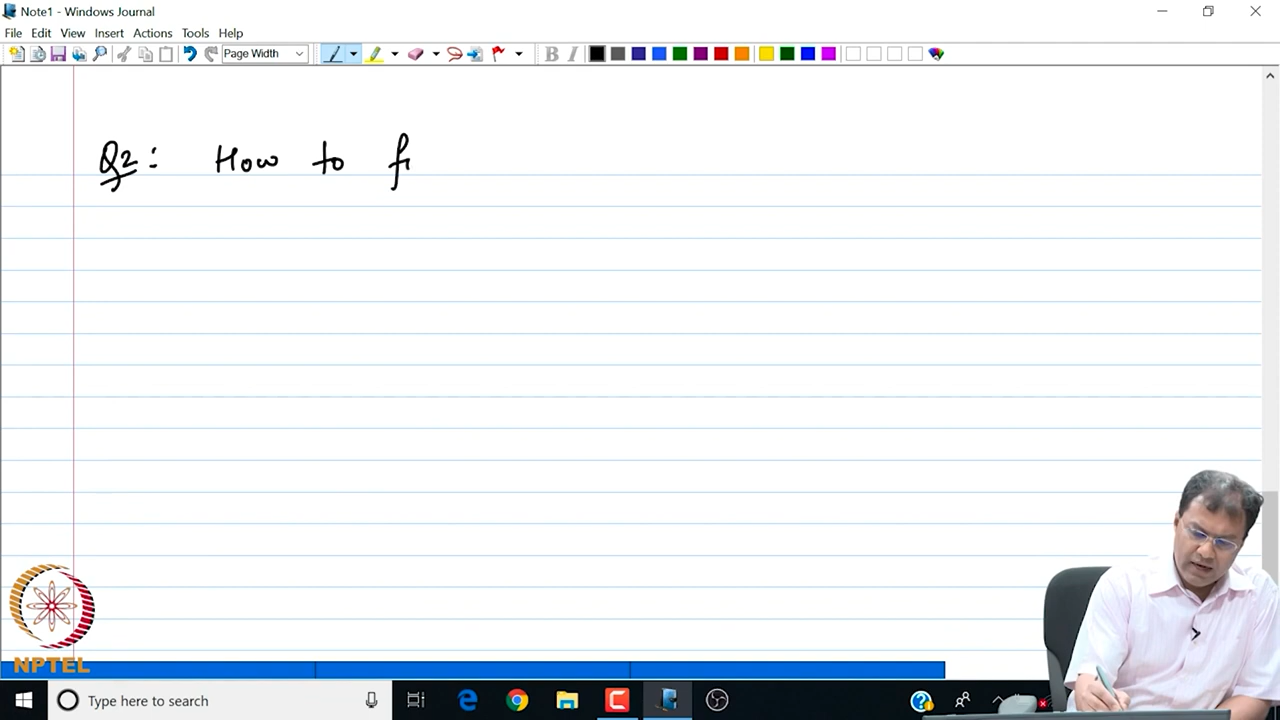 Note1 - Windows Journal
File Edit View Insert Actions Tools Help
Page Width B I
Q2: How to fi
NPTEL
Type here to search